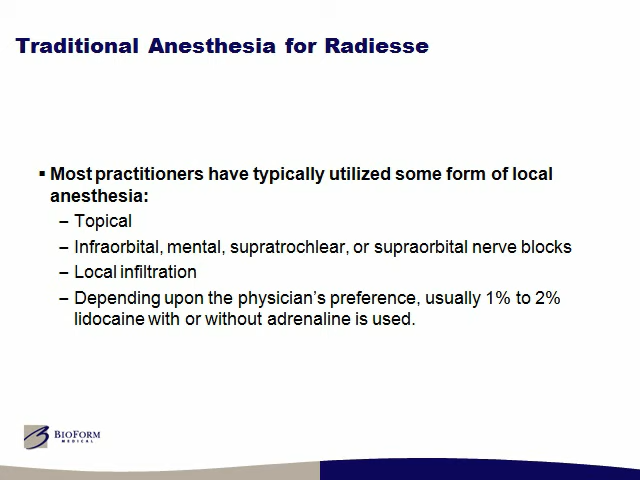 Traditional Anesthesia for Radiesse
▪ Most practitioners have typically utilized some form of local
anesthesia:
– Topical
– Infraorbital, mental, supratrochlear, or supraorbital nerve blocks
– Local infiltration
– Depending upon the physician’s preference, usually 1% to 2%
lidocaine with or without adrenaline is used.
BIOFORM
MEDICAL